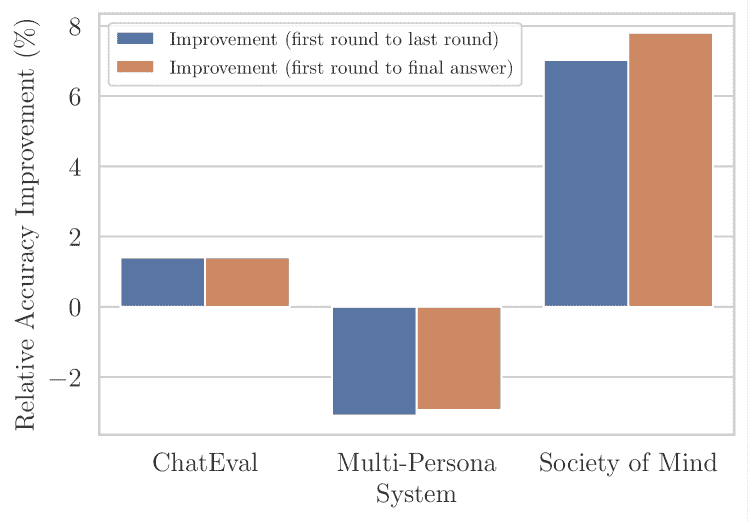 Improvement (first round to last round)
Improvement (first round to final answer)
Relative Accuracy Improvement (%)
8
6
4
2
0
−2
ChatEval
Multi-Persona
System
Society of Mind